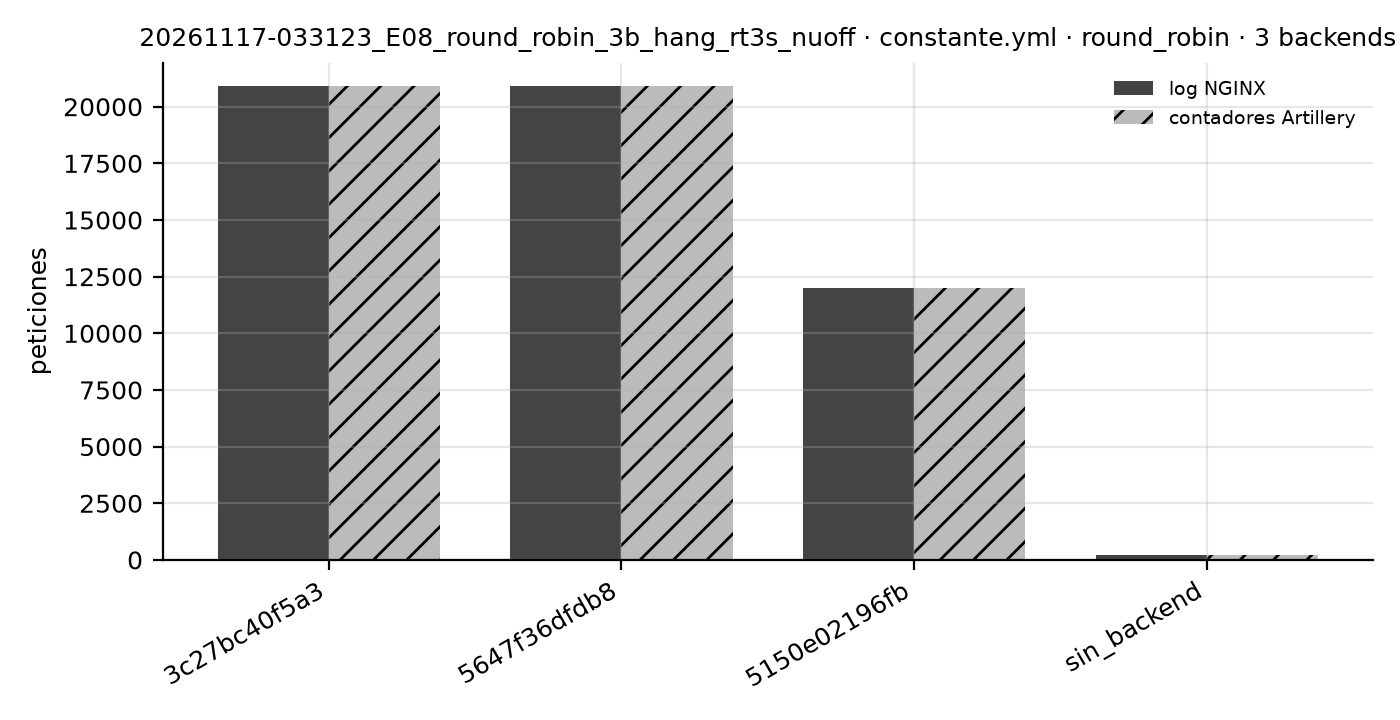 20261117-033123_E08_round_robin_3b_hang_rt3s_nuoff · constante.yml · round_robin · 3 backends
log NGINX
contadores Artillery
peticiones
20000
17500
15000
12500
10000
7500
5000
2500
0
3c27bc40f5a3
5647f36dfdb8
5150e02196fb
sin_backend